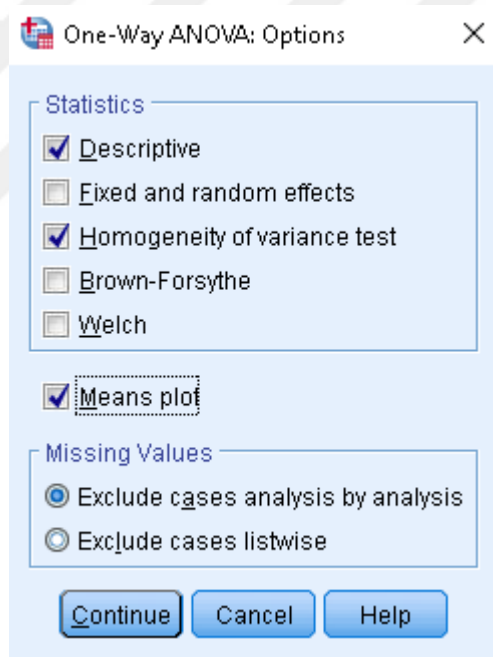 One-Way ANOVA: Options
Statistics
Descriptive
Fixed and random effects
Homogeneity of variance test
Brown-Forsythe
Welch
Means plot
Missing Values
Exclude cases analysis by analysis
Exclude cases listwise
Continue Cancel Help